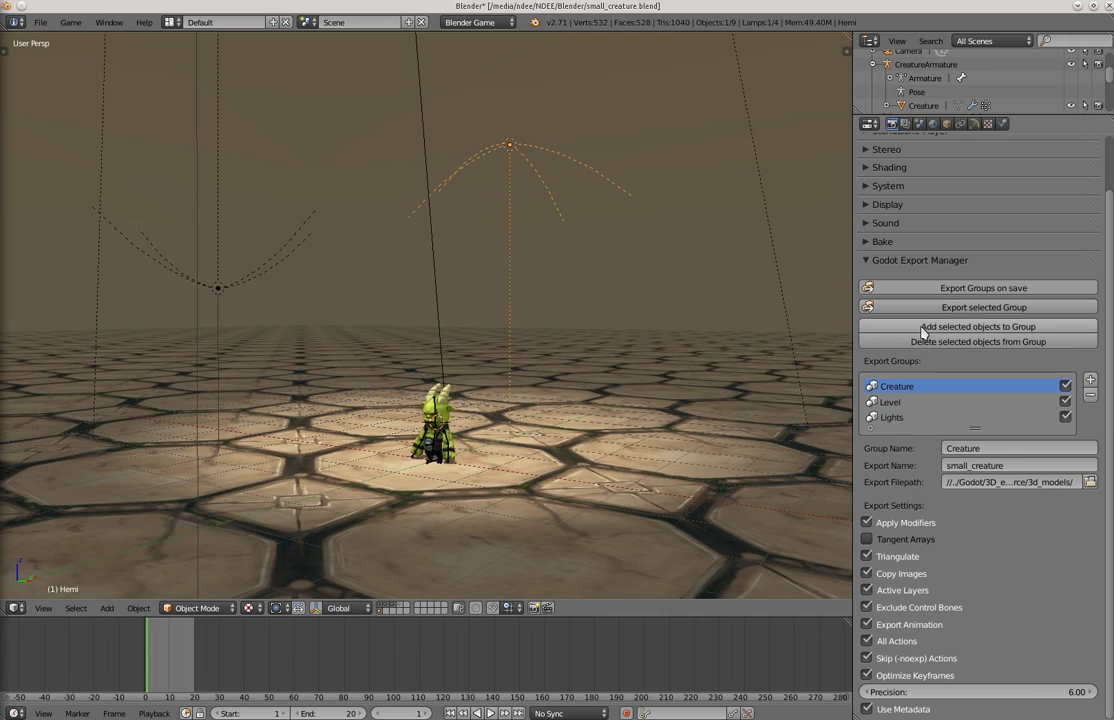 Blender* [/media/ndee/NDEE/Blender/small_creature.blend]
File Game Window Help Default Scene Blender Game v2.71 | Verts:532 | Faces:528 | Tris:1040 | Objects:1/9 | Lamps:1/4 | Mem:49.40M | Hemi
User Persp
View Search All Scenes
Camera
CreatureArmature
Armature
Pose
Creature
Standalone Player
Stereo
Shading
System
Display
Sound
Bake
Godot Export Manager
Export Groups on save
Export selected Group
Add selected objects to Group
Delete selected objects from Group
Export Groups:
Creature
Level
Lights
Group Name: Creature
Export Name: small_creature
Export Filepath: //../Godot/3D_e...rce/3d_models/
Export Settings:
Apply Modifiers
Tangent Arrays
Triangulate
Copy Images
Active Layers
Exclude Control Bones
Export Animation
All Actions
Skip (-noexp) Actions
Optimize Keyframes
Precision: 6.00
Use Metadata
(1) Hemi
View Select Add Object Object Mode Global
-50 -40 -30 -20 -10 0 10 20 30 40 50 60 70 80 90 100 110 120 130 140 150 160 170 180 190 200 210 220 230 240 250 260 270 280
View Marker Frame Playback Start: 1 End: 20 1 No Sync